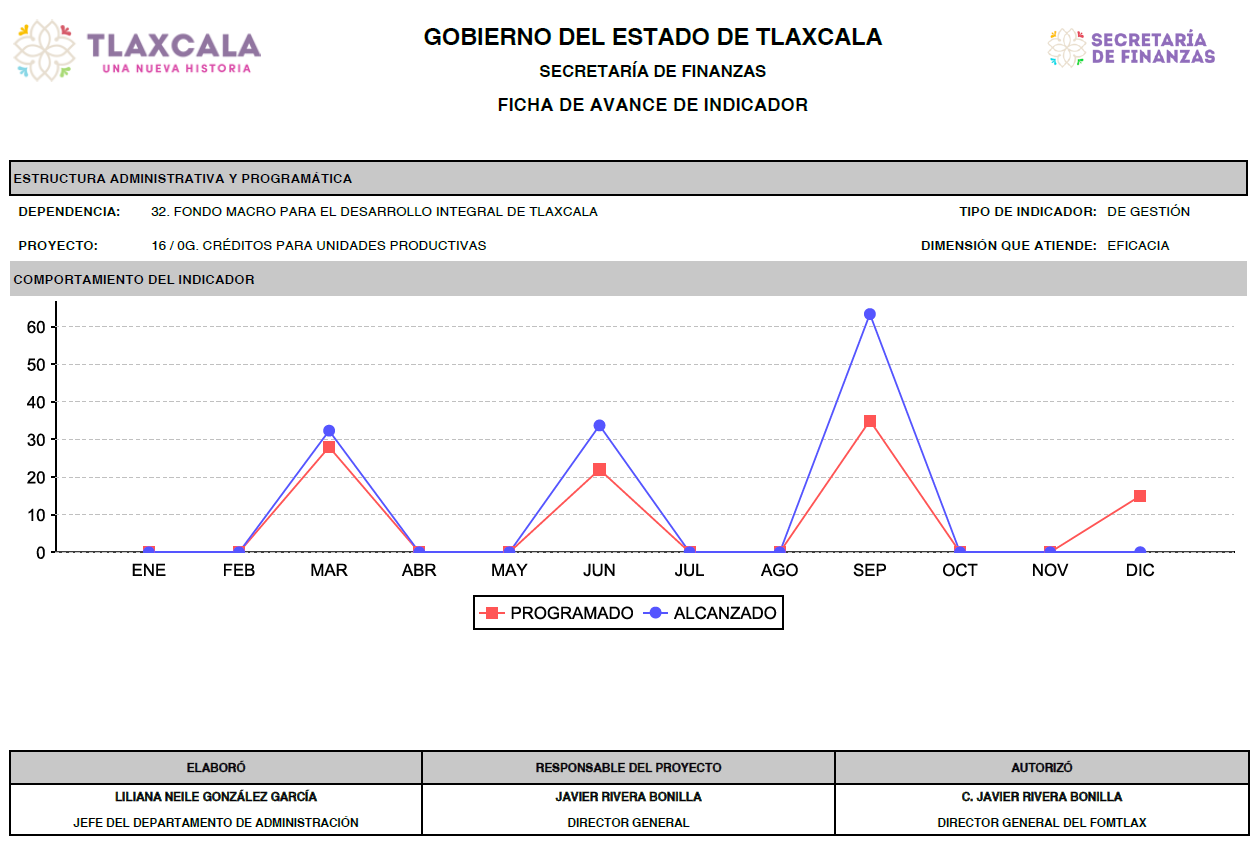 TLAXCALA
UNA NUEVA HISTORIA
GOBIERNO DEL ESTADO DE TLAXCALA
SECRETARÍA DE FINANZAS
FICHA DE AVANCE DE INDICADOR
SECRETARÍA
DE FINANZAS
ESTRUCTURA ADMINISTRATIVA Y PROGRAMÁTICA
DEPENDENCIA: 32. FONDO MACRO PARA EL DESARROLLO INTEGRAL DE TLAXCALA TIPO DE INDICADOR: DE GESTIÓN
PROYECTO: 16 / 0G. CRÉDITOS PARA UNIDADES PRODUCTIVAS DIMENSIÓN QUE ATIENDE: EFICACIA
COMPORTAMIENTO DEL INDICADOR
60
50
40
30
20
10
0
ENE FEB MAR ABR MAY JUN JUL AGO SEP OCT NOV DIC
PROGRAMADO ALCANZADO
ELABORÓ RESPONSABLE DEL PROYECTO AUTORIZÓ
LILIANA NEILE GONZÁLEZ GARCÍA JAVIER RIVERA BONILLA C. JAVIER RIVERA BONILLA
JEFE DEL DEPARTAMENTO DE ADMINISTRACIÓN DIRECTOR GENERAL DIRECTOR GENERAL DEL FOMTLAX